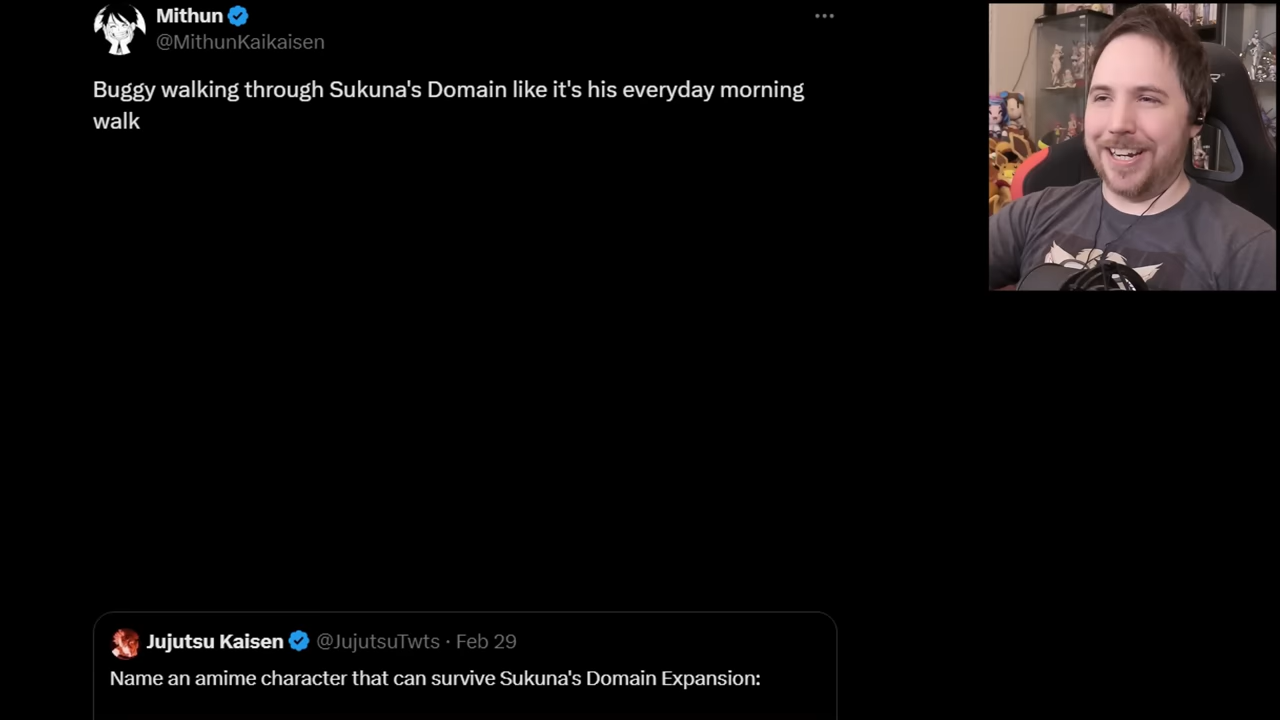 Mithun
@MithunKaikaisen
Buggy walking through Sukuna's Domain like it's his everyday morning
walk
Jujutsu Kaisen @JujutsuTwts · Feb 29
Name an amime character that can survive Sukuna's Domain Expansion: